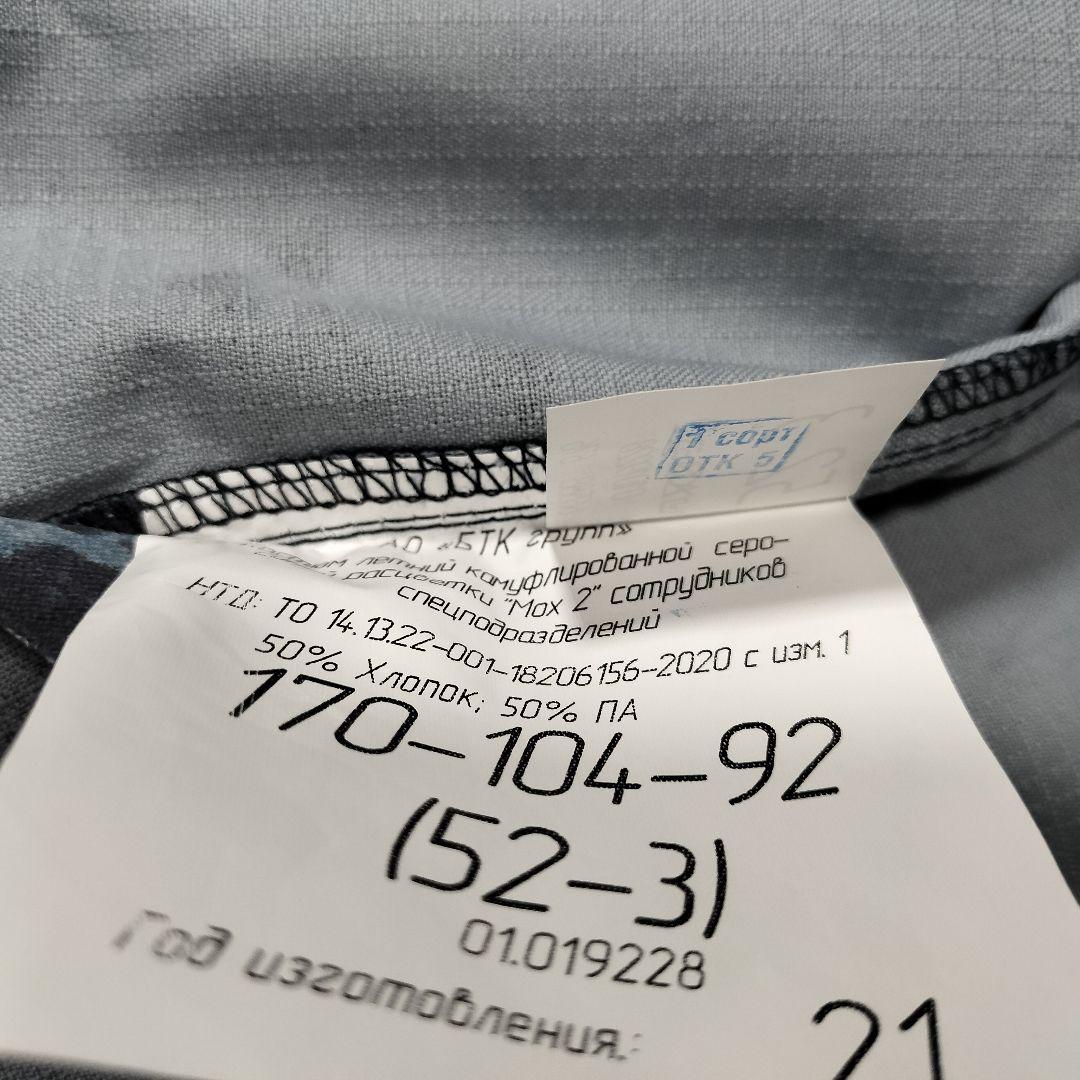 1 сорт
ОТК 5
АО «БТК групп»
летний камуфлированной серо-
расцветки "Мох 2" сотрудников
спецподразделений
НТД: ТО 14.13.22-001-18206156-2020 с изм. 1
50% Хлопок; 50% ПА
170-104-92
(52-3)
01.019228
Год изготовления:
21